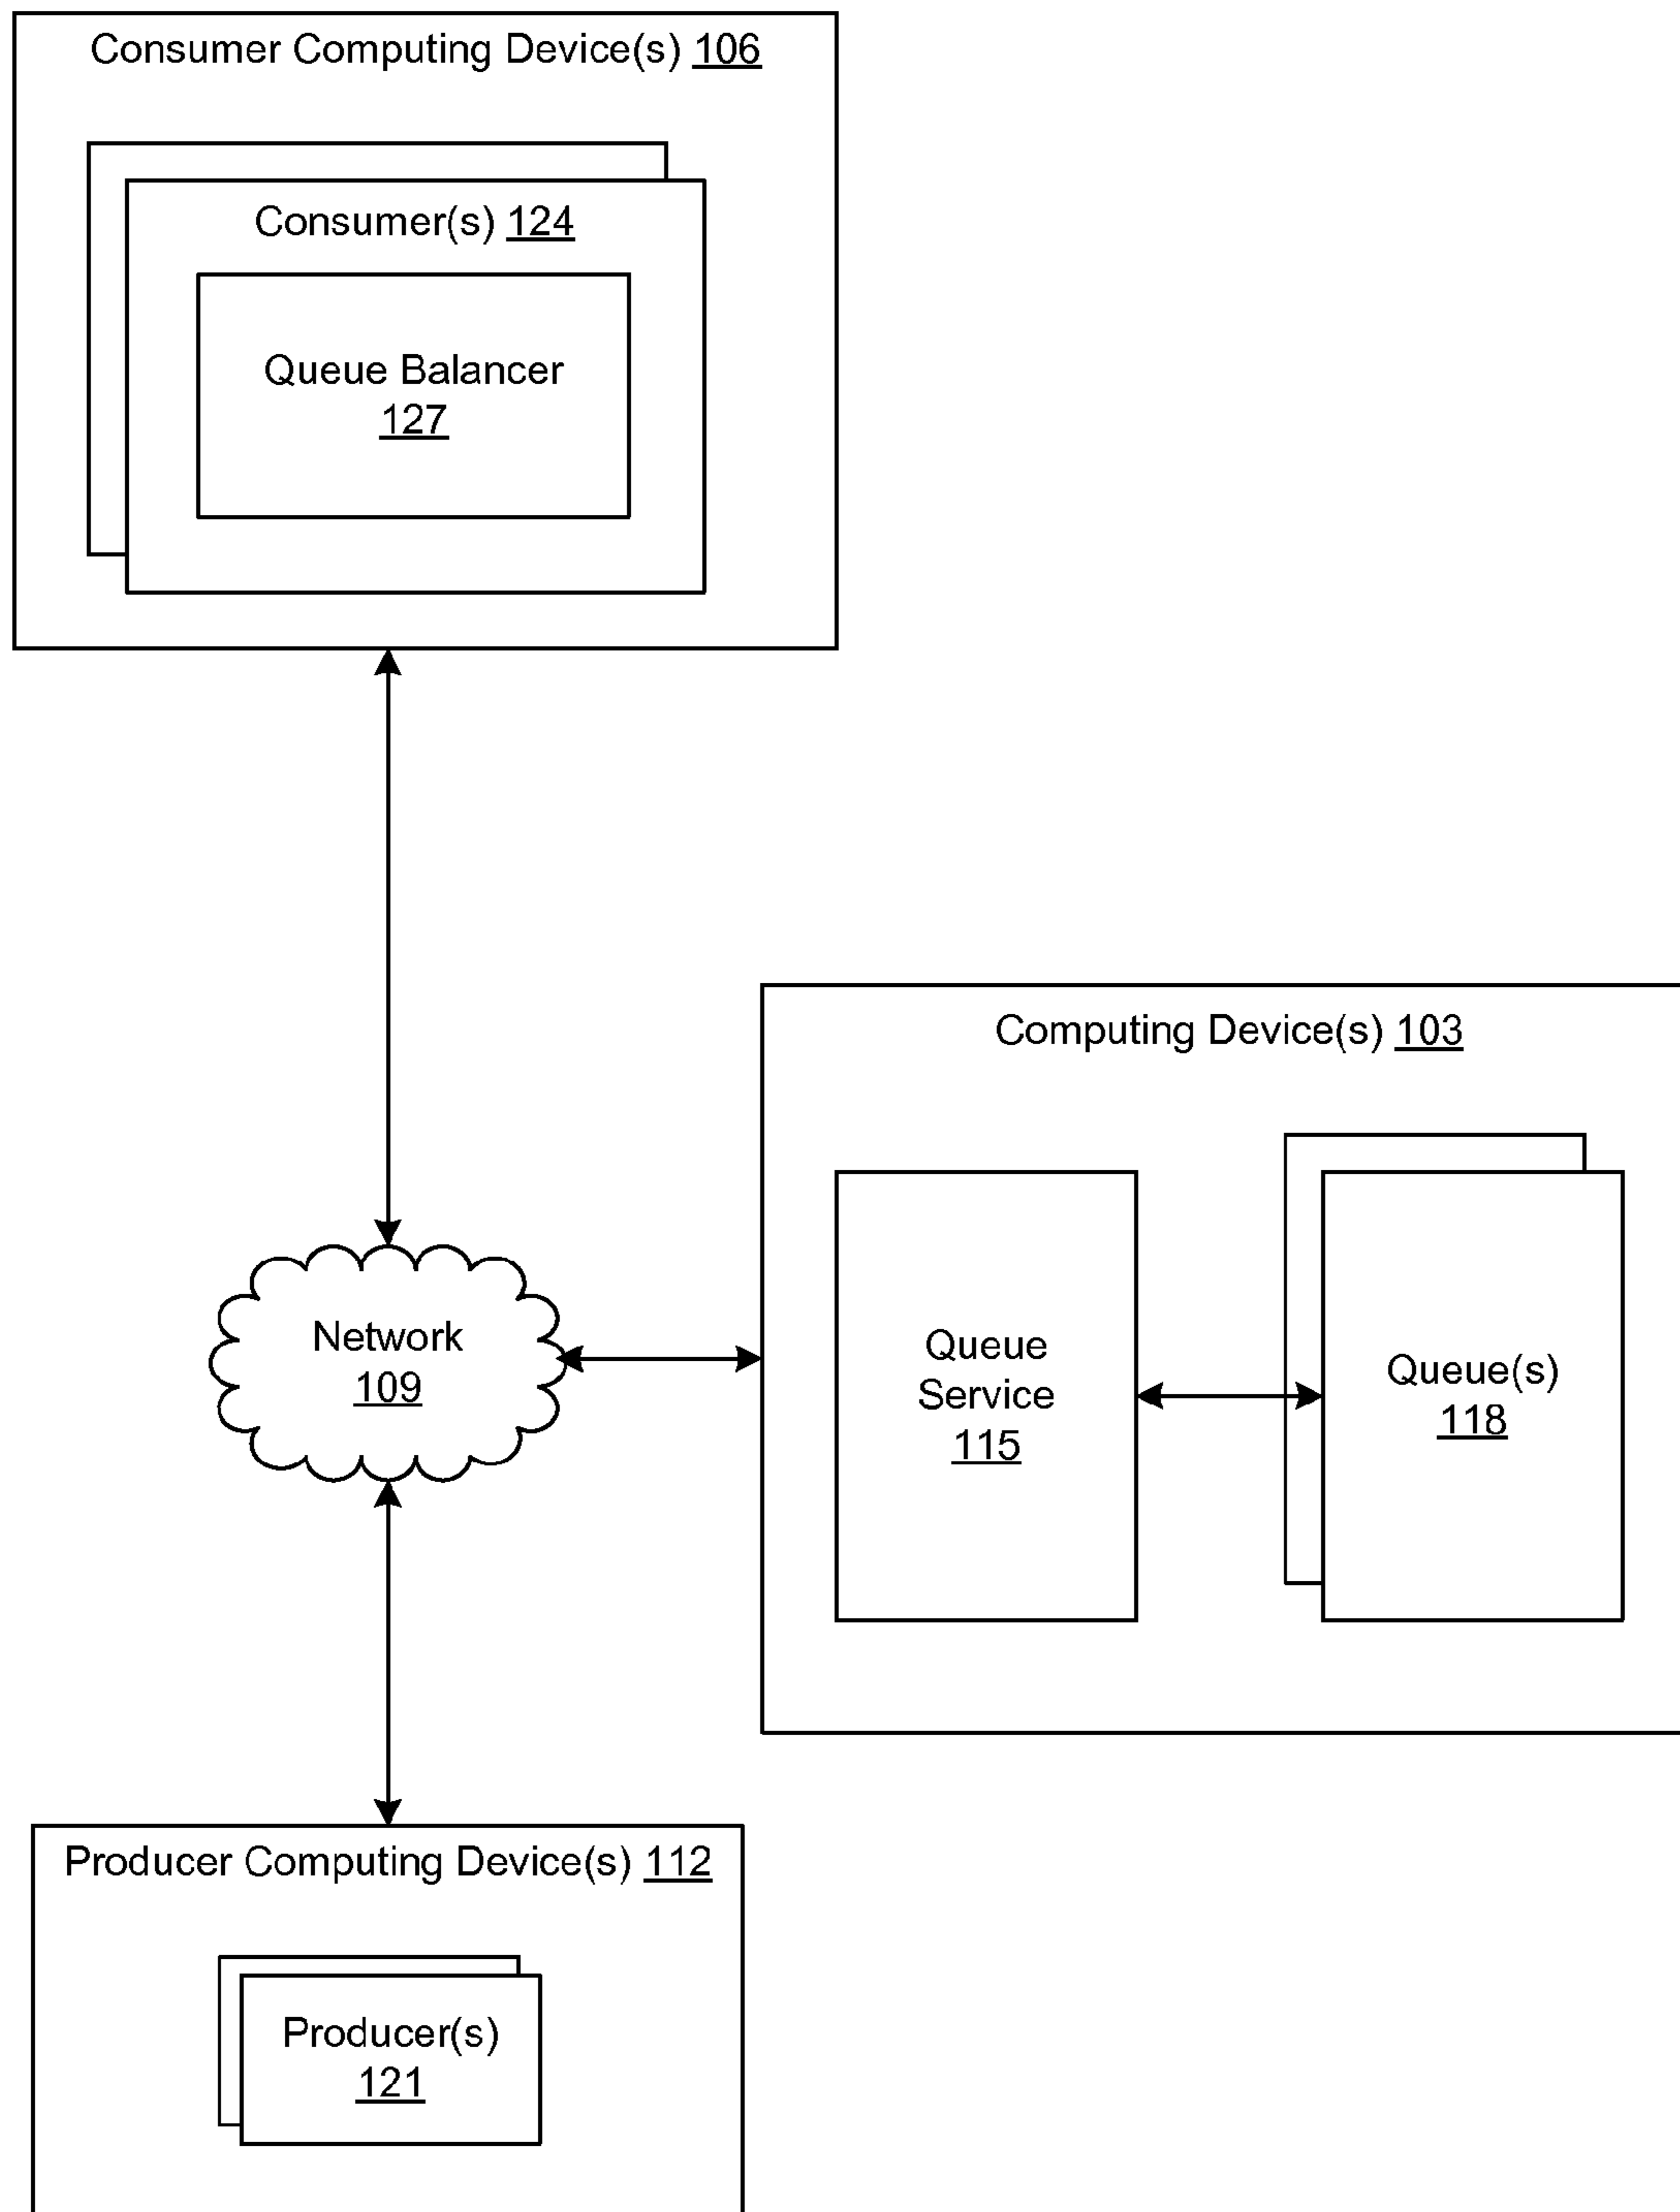 Consumer Computing Device(s) 106
Consumer(s) 124
Queue Balancer
127
Computing Device(s) 103
Network
109
Queue
Service
115
Queue(s)
118
Producer Computing Device(s) 112
Producer(s)
121